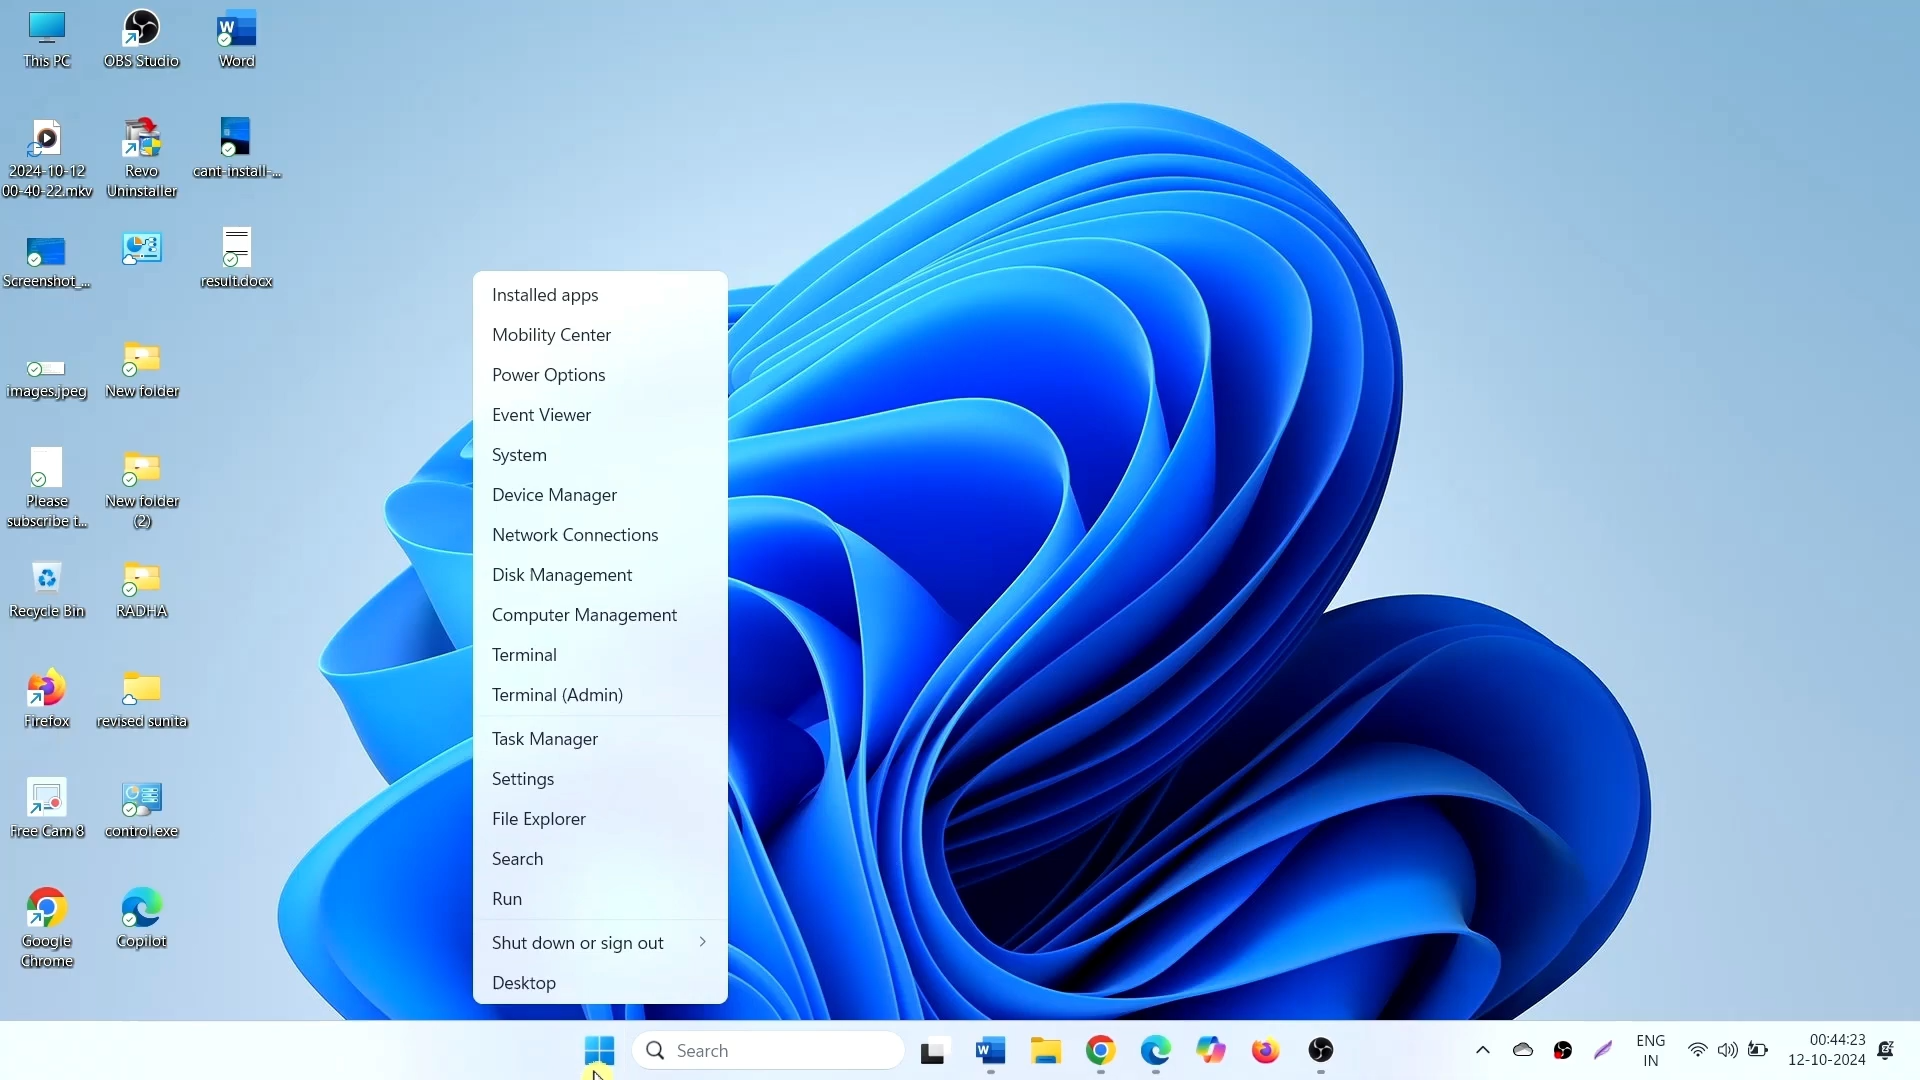 This PC
OBS Studio
Word
2024-10-12
00-40-22.mkv
Revo
Uninstaller
cant-install-...
Screenshot_...
result.docx
images.jpeg
New folder
Please
subscribe t...
New folder
(2)
Recycle Bin
RADHA
Firefox
revised sunita
Free Cam 8
control.exe
Google
Chrome
Copilot
Installed apps
Mobility Center
Power Options
Event Viewer
System
Device Manager
Network Connections
Disk Management
Computer Management
Terminal
Terminal (Admin)
Task Manager
Settings
File Explorer
Search
Run
Shut down or sign out
Desktop
Search
ENG
IN
00:44:23
12-10-2024